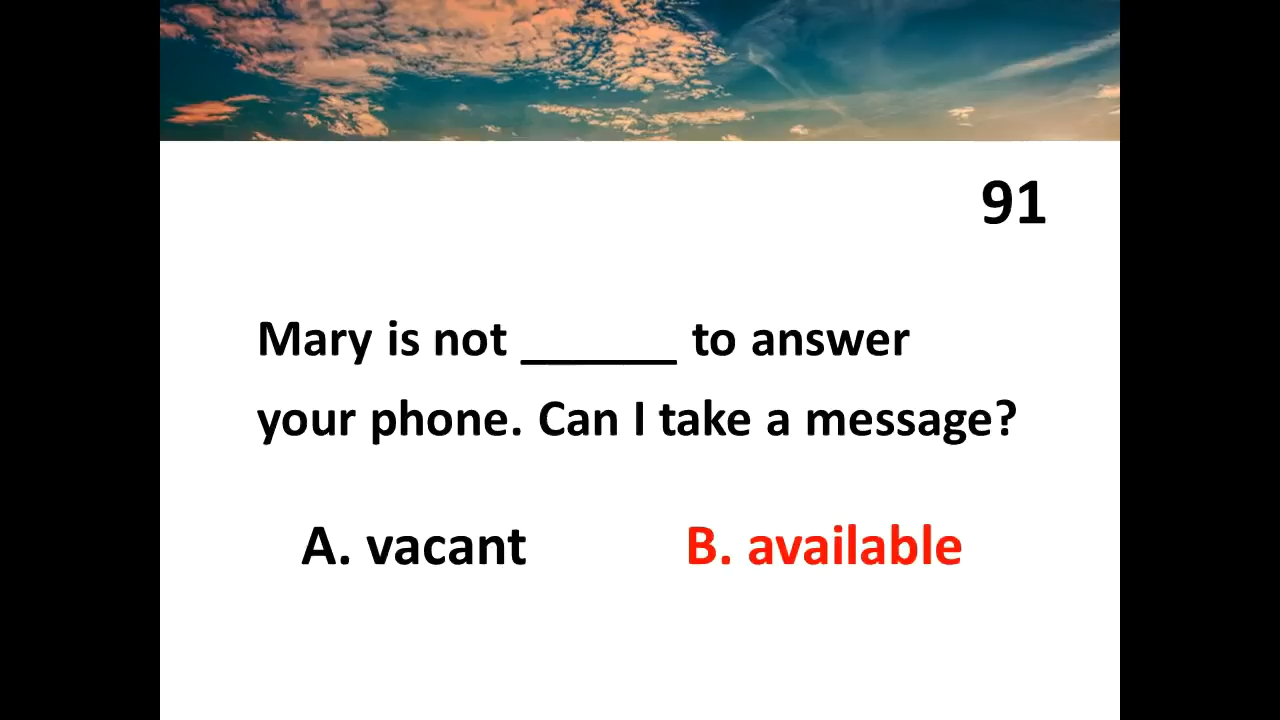 91
Mary is not ______ to answer
your phone. Can I take a message?
A. vacant B. available